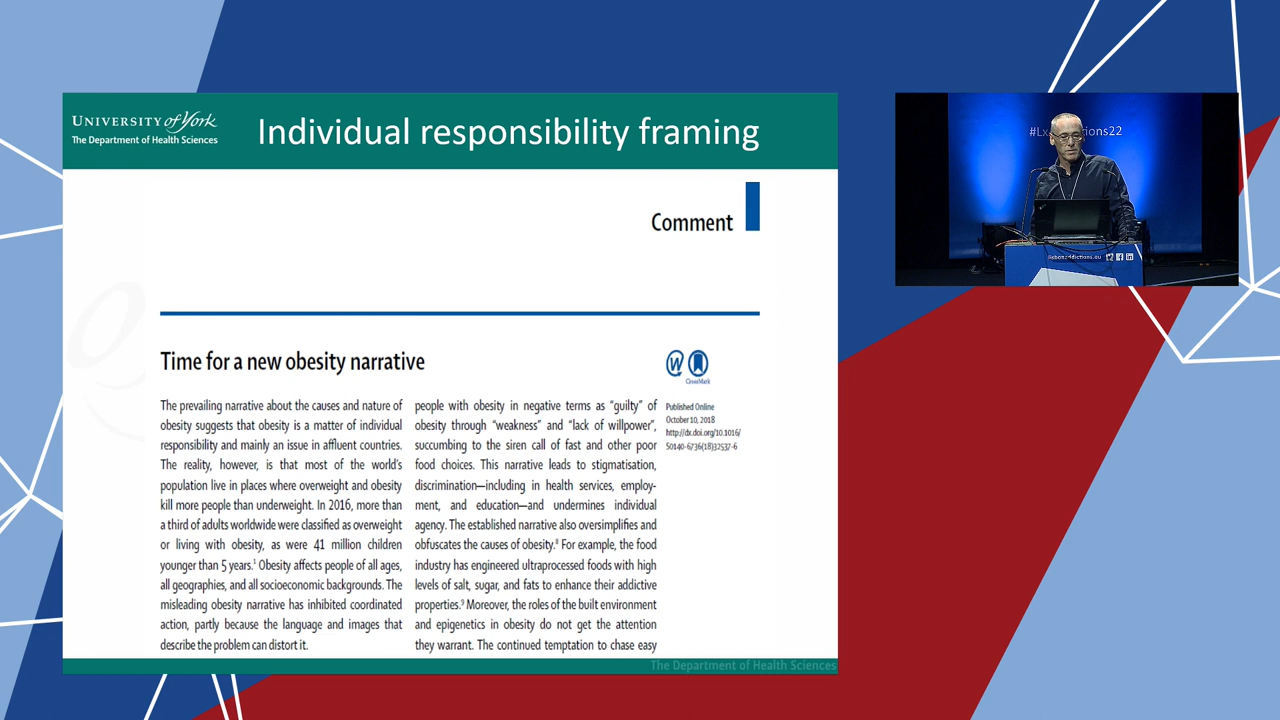 UNIVERSITY of York
The Department of Health Sciences
Individual responsibility framing
Comment
Time for a new obesity narrative
The prevailing narrative about the causes and nature of
obesity suggests that obesity is a matter of individual
responsibility and mainly an issue in affluent countries.
The reality, however, is that most of the world's
population live in places where overweight and obesity
kill more people than underweight. In 2016, more than
a third of adults worldwide were classified as overweight
or living with obesity, as were 41 million children
younger than 5 years.1 Obesity affects people of all ages,
all geographies, and all socioeconomic backgrounds. The
misleading obesity narrative has inhibited coordinated
action, partly because the language and images that
describe the problem can distort it.
people with obesity in negative terms as “guilty” of
obesity through “weakness” and “lack of willpower”,
succumbing to the siren call of fast and other poor
food choices. This narrative leads to stigmatisation,
discrimination—including in health services, employ-
ment, and education—and undermines individual
agency. The established narrative also oversimplifies and
obfuscates the causes of obesity.8 For example, the food
industry has engineered ultraprocessed foods with high
levels of salt, sugar, and fats to enhance their addictive
properties.9 Moreover, the roles of the built environment
and epigenetics in obesity do not get the attention
they warrant. The continued temptation to chase easy
CrossMark
Published Online
October 10, 2018
http://dx.doi.org/10.1016/
S0140-6736(18)32537-6
The Department of Health Sciences